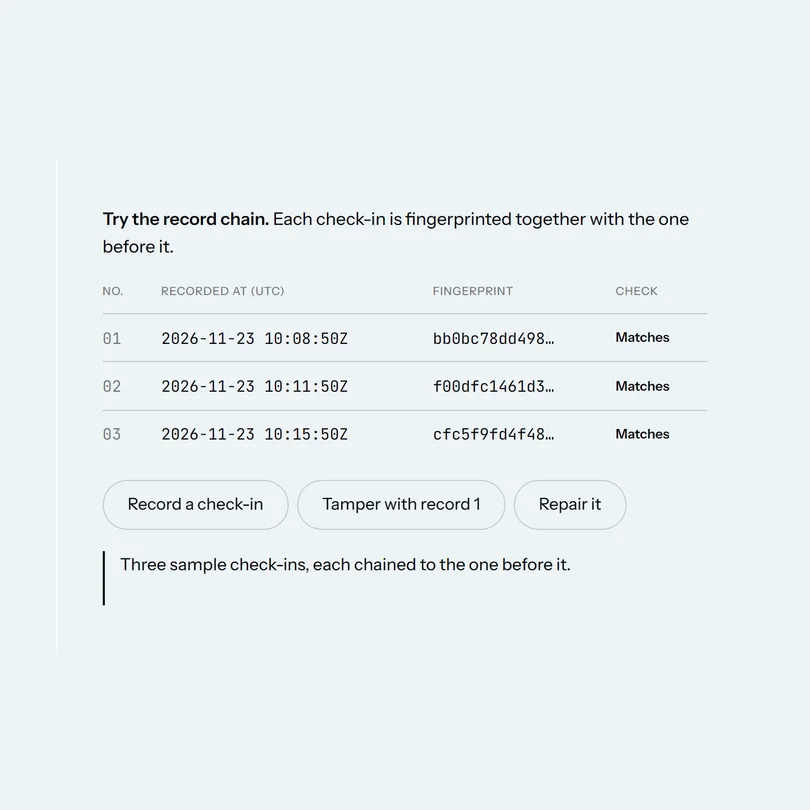 Try the record chain. Each check-in is fingerprinted together with the one
before it.
NO. RECORDED AT (UTC) FINGERPRINT CHECK
01 2026-11-23 10:08:50Z bb0bc78dd498… Matches
02 2026-11-23 10:11:50Z f00dfc1461d3… Matches
03 2026-11-23 10:15:50Z cfc5f9fd4f48… Matches
Record a check-in Tamper with record 1 Repair it
Three sample check-ins, each chained to the one before it.